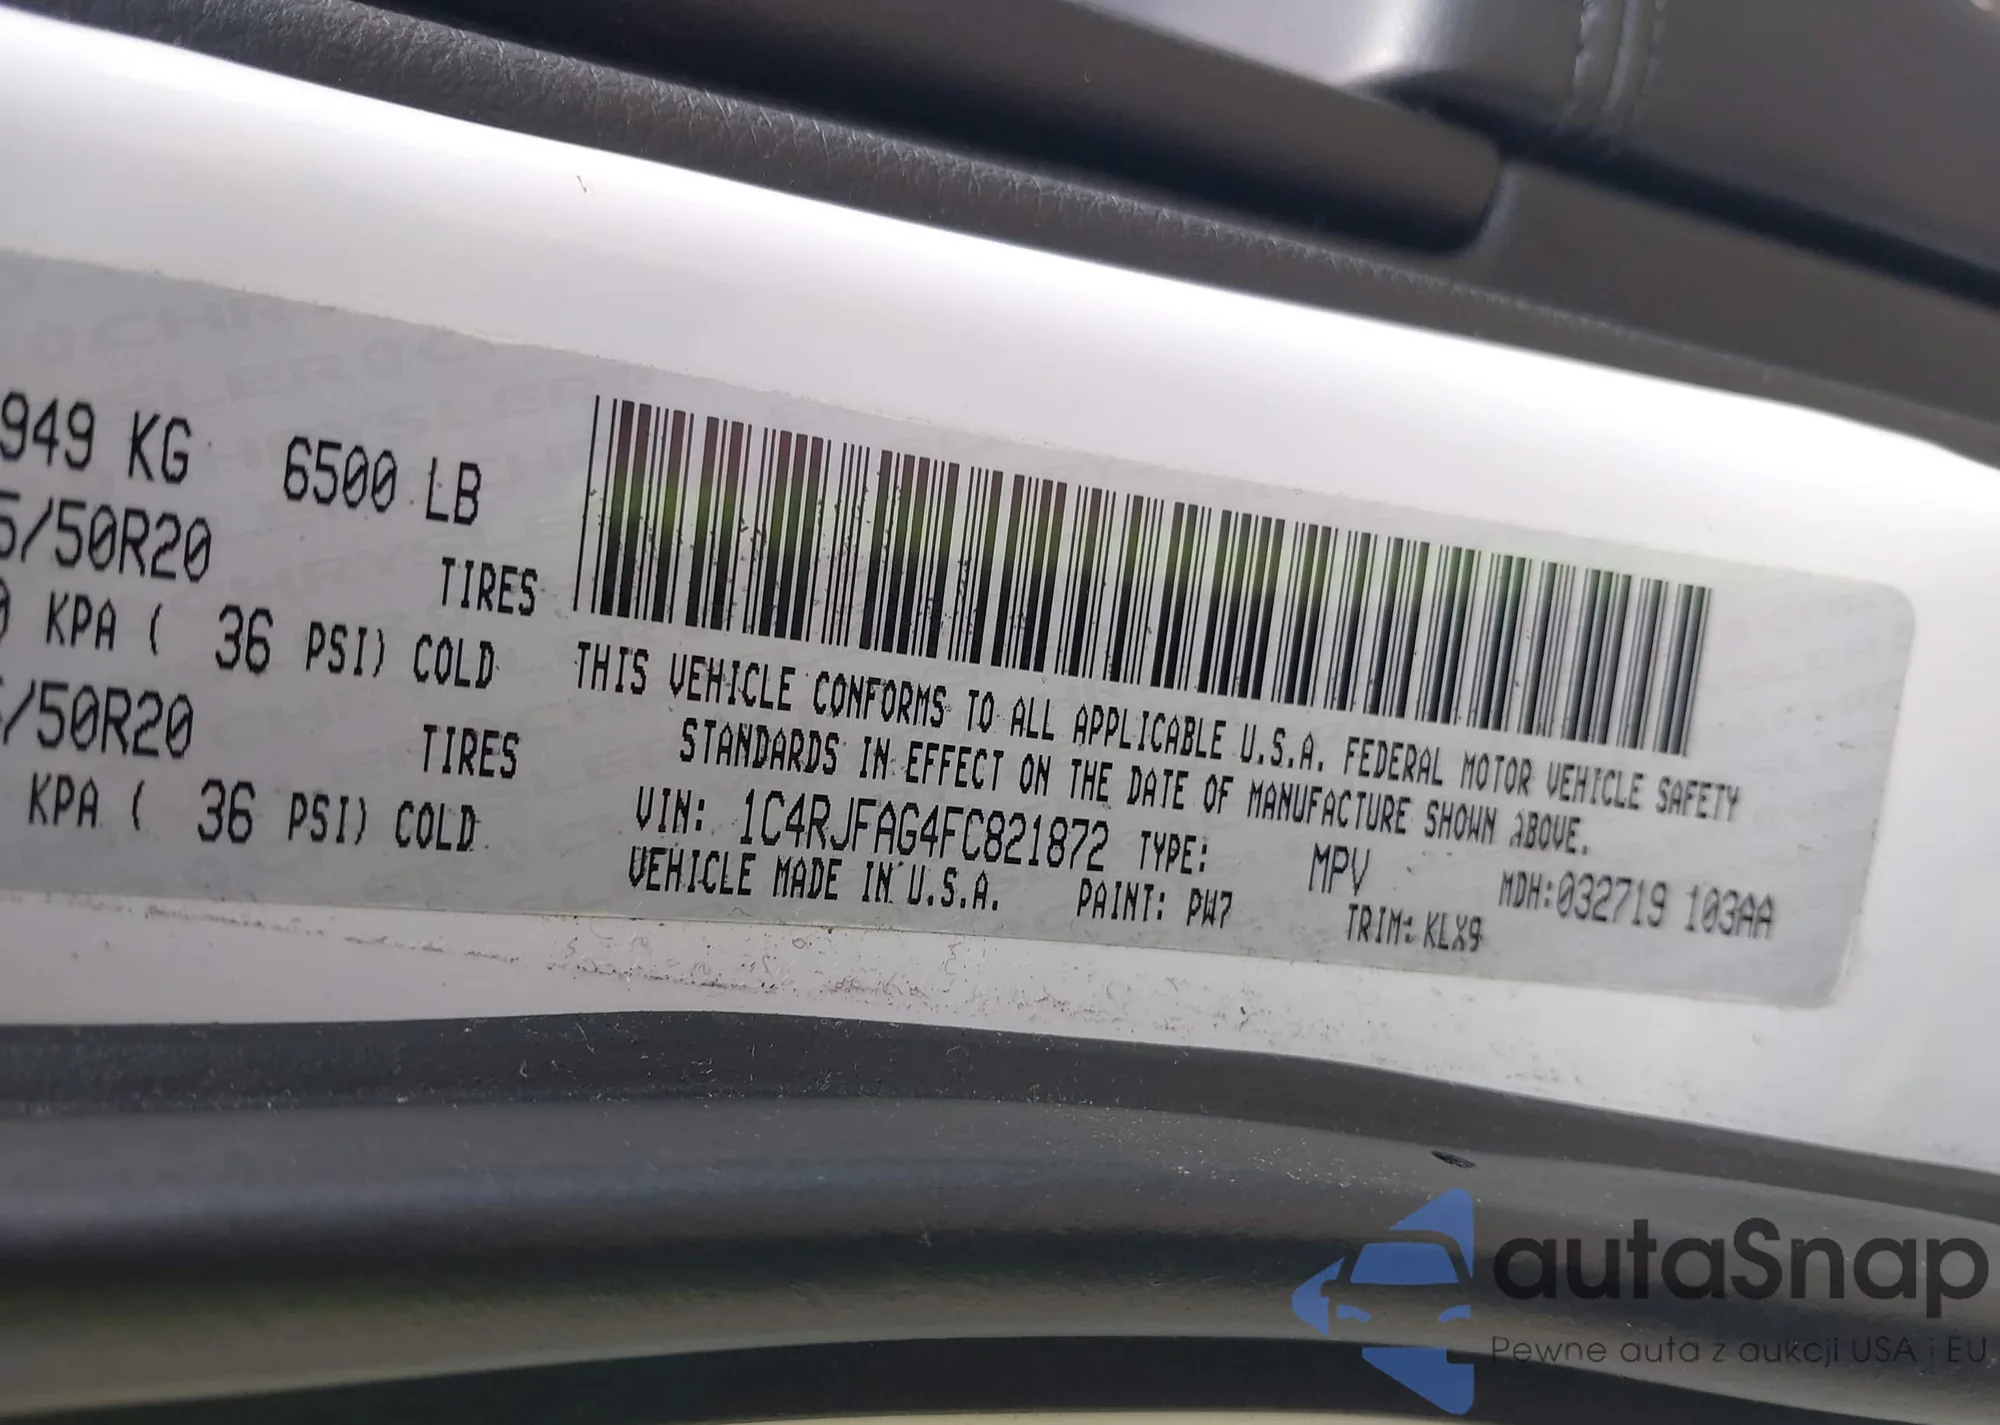 949 KG 6500 LB
5/50R20 TIRES
0 KPA ( 36 PSI) COLD
/50R20 TIRES
KPA ( 36 PSI) COLD
THIS VEHICLE CONFORMS TO ALL APPLICABLE U.S.A. FEDERAL MOTOR VEHICLE SAFETY
STANDARDS IN EFFECT ON THE DATE OF MANUFACTURE SHOWN ABOVE.
VIN: 1C4RJFAG4FC821872 TYPE: MPV MDH:032719 103AA
VEHICLE MADE IN U.S.A. PAINT: PW7 TRIM: KLX9
autaSnap
Pewne auta z aukcji USA i EU